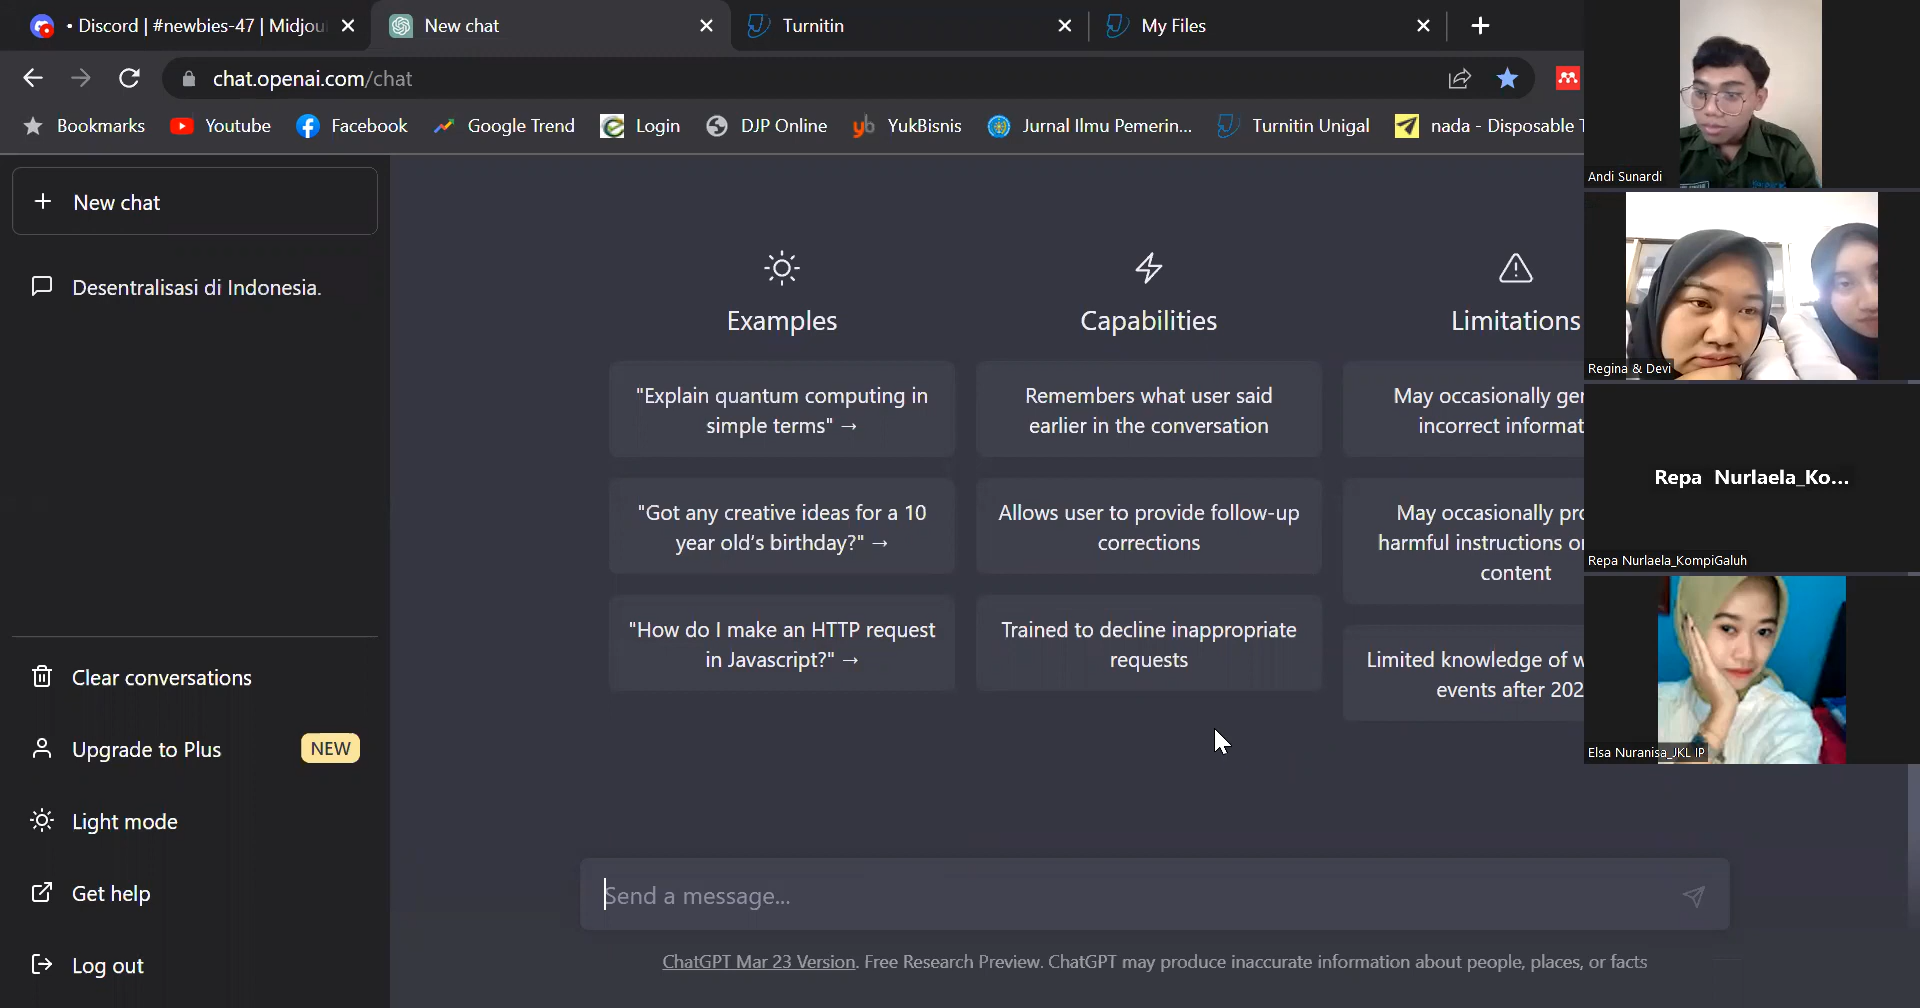 • Discord | #newbies-47 | Midjou
New chat
Turnitin
My Files
chat.openai.com/chat
Bookmarks
Youtube
Facebook
Google Trend
Login
DJP Online
YukBisnis
Jurnal Ilmu Pemerin...
Turnitin Unigal
nada - Disposable T
New chat
Desentralisasi di Indonesia.
Clear conversations
Upgrade to Plus
NEW
Light mode
Get help
Log out
Examples
"Explain quantum computing in
simple terms" →
"Got any creative ideas for a 10
year old's birthday?" →
"How do I make an HTTP request
in Javascript?" →
Capabilities
Remembers what user said
earlier in the conversation
Allows user to provide follow-up
corrections
Trained to decline inappropriate
requests
Limitations
May occasionally ge
incorrect informat
May occasionally pr
harmful instructions o
content
Limited knowledge of w
events after 202
Send a message...
ChatGPT Mar 23 Version. Free Research Preview. ChatGPT may produce inaccurate information about people, places, or facts
Andi Sunardi
Regina & Devi
Repa Nurlaela_Ko...
Repa Nurlaela_KompiGaluh
Elsa Nuranisa_JKL IP